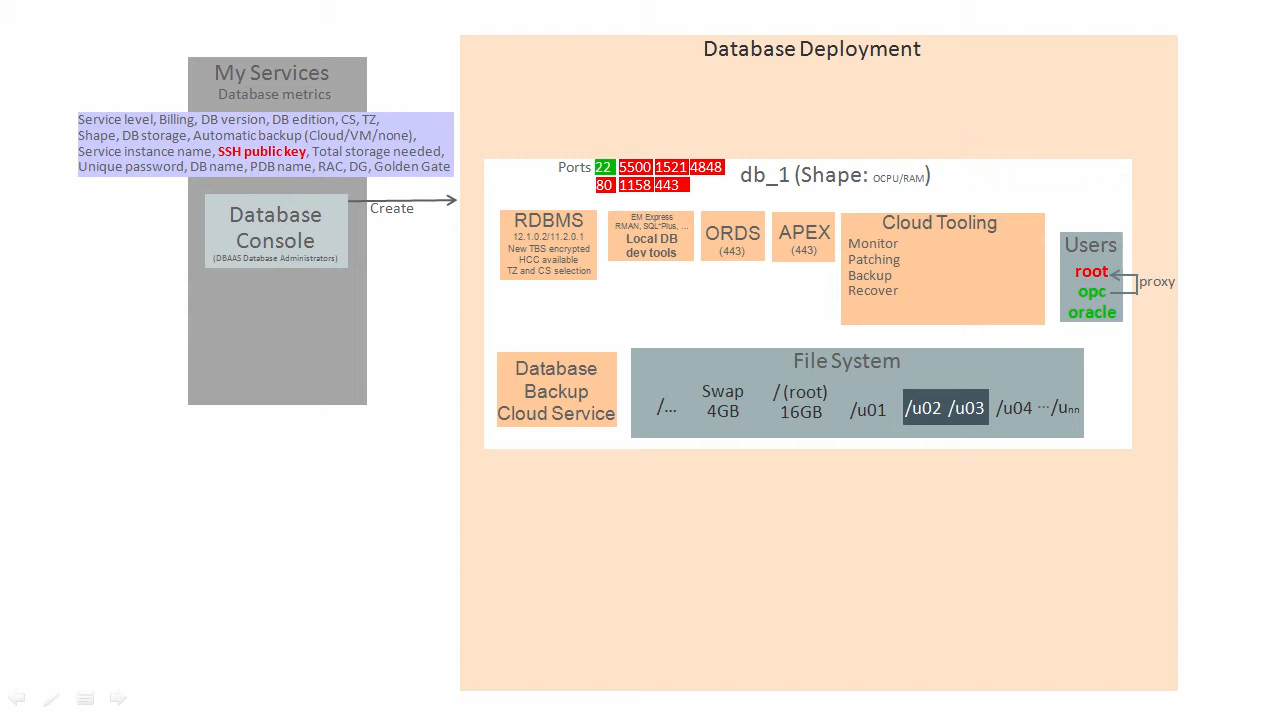 Database Deployment
My Services
Database metrics
Service level, Billing, DB version, DB edition, CS, TZ,
Shape, DB storage, Automatic backup (Cloud/VM/none),
Service instance name, SSH public key, Total storage needed,
Unique password, DB name, PDB name, RAC, DG, Golden Gate
Database
Console
(DBAAS Database Administrators)
Create
Ports 22 5500 1521 4848
80 1158 443
db_1 (Shape: OCPU/RAM)
RDBMS
12.1.0.2/11.2.0.1
New TBS encrypted
HCC available
TZ and CS selection
EM Express
RMAN, SQL*Plus, ...
Local DB
dev tools
ORDS
(443)
APEX
(443)
Cloud Tooling
Monitor
Patching
Backup
Recover
Users
root
opc
oracle
proxy
Database
Backup
Cloud Service
File System
/...
Swap
4GB
/ (root)
16GB
/u01
/u02 /u03
/u04 ... /unn